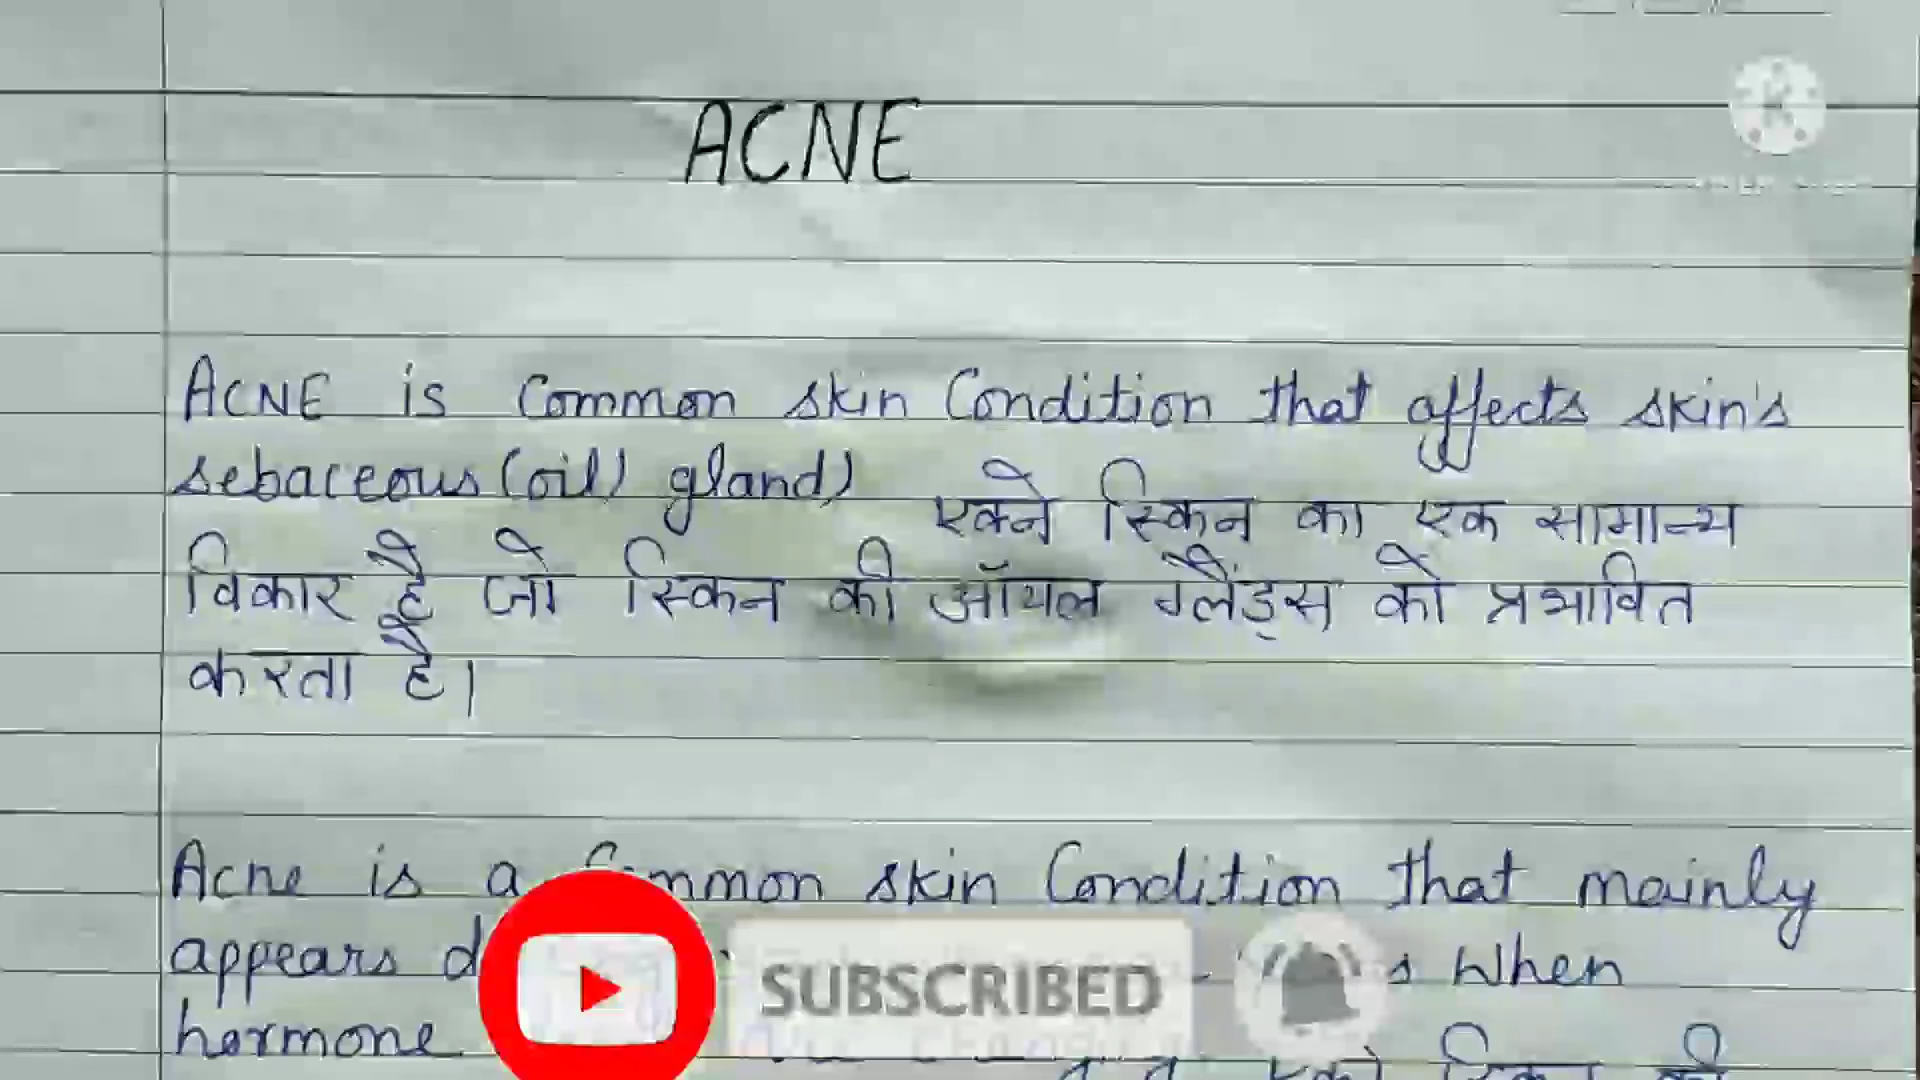 ACNE
ACNE is Common skin Condition that affects skin's
sebaceous (oil) gland)
एक्ने स्किन का एक सामान्य
विकार है जो स्किन की ऑयल ग्लैंड्स को प्रभावित
करता है।
Acne is a Common skin Condition that mainly
appears When
SUBSCRIBED
hormone